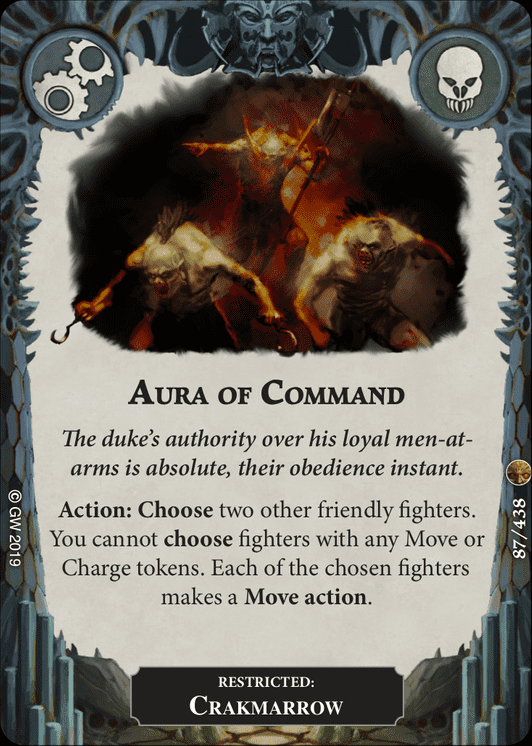 Aura of Command
The duke's authority over his loyal men-at-
arms is absolute, their obedience instant.
Action: Choose two other friendly fighters.
You cannot choose fighters with any Move or
Charge tokens. Each of the chosen fighters
makes a Move action.
© GW 2019
87/438
RESTRICTED:
Crakmarrow